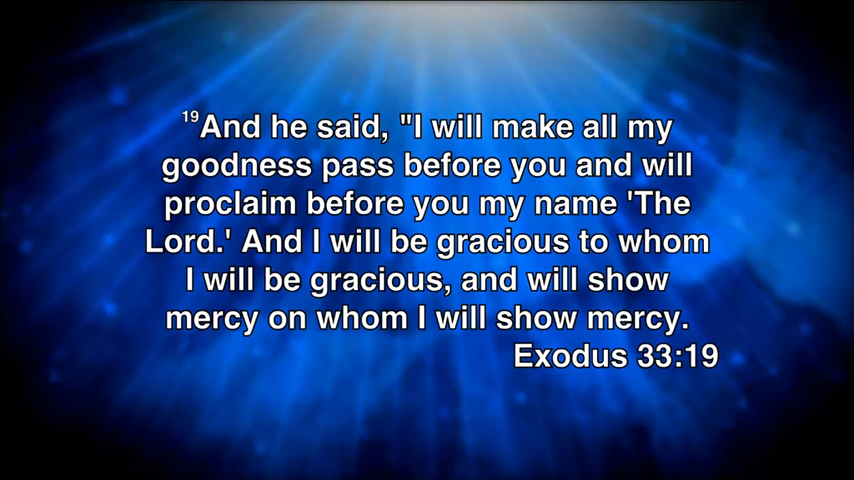 19And he said, "I will make all my
goodness pass before you and will
proclaim before you my name 'The
Lord.' And I will be gracious to whom
I will be gracious, and will show
mercy on whom I will show mercy.
Exodus 33:19